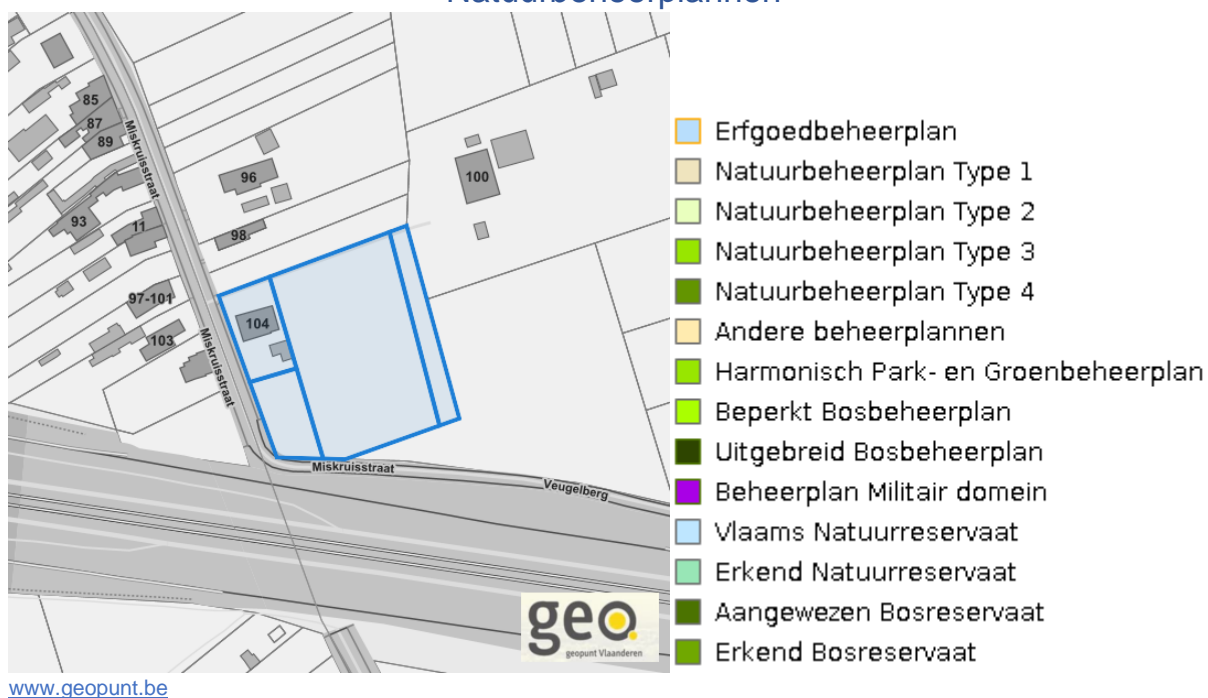 Natuurbeheerplannen
85
87
89
Miskruisstraat
96
100
93
11
98
97-101
103
104
Miskruisstraat
Miskruisstraat
Veugelberg
geo
geopunt Vlaanderen
Erfgoedbeheerplan
Natuurbeheerplan Type 1
Natuurbeheerplan Type 2
Natuurbeheerplan Type 3
Natuurbeheerplan Type 4
Andere beheerplannen
Harmonisch Park- en Groenbeheerplan
Beperkt Bosbeheerplan
Uitgebreid Bosbeheerplan
Beheerplan Militair domein
Vlaams Natuurreservaat
Erkend Natuurreservaat
Aangewezen Bosreservaat
Erkend Bosreservaat
www.geopunt.be